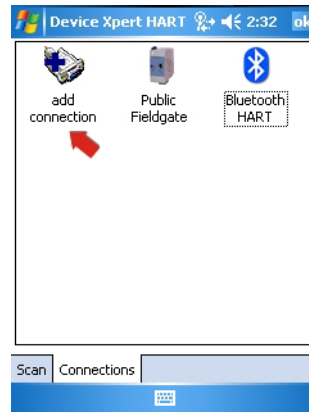 Device Xpert HART 2:32 ok
add
connection
Public
Fieldgate
Bluetooth
HART
Scan Connections